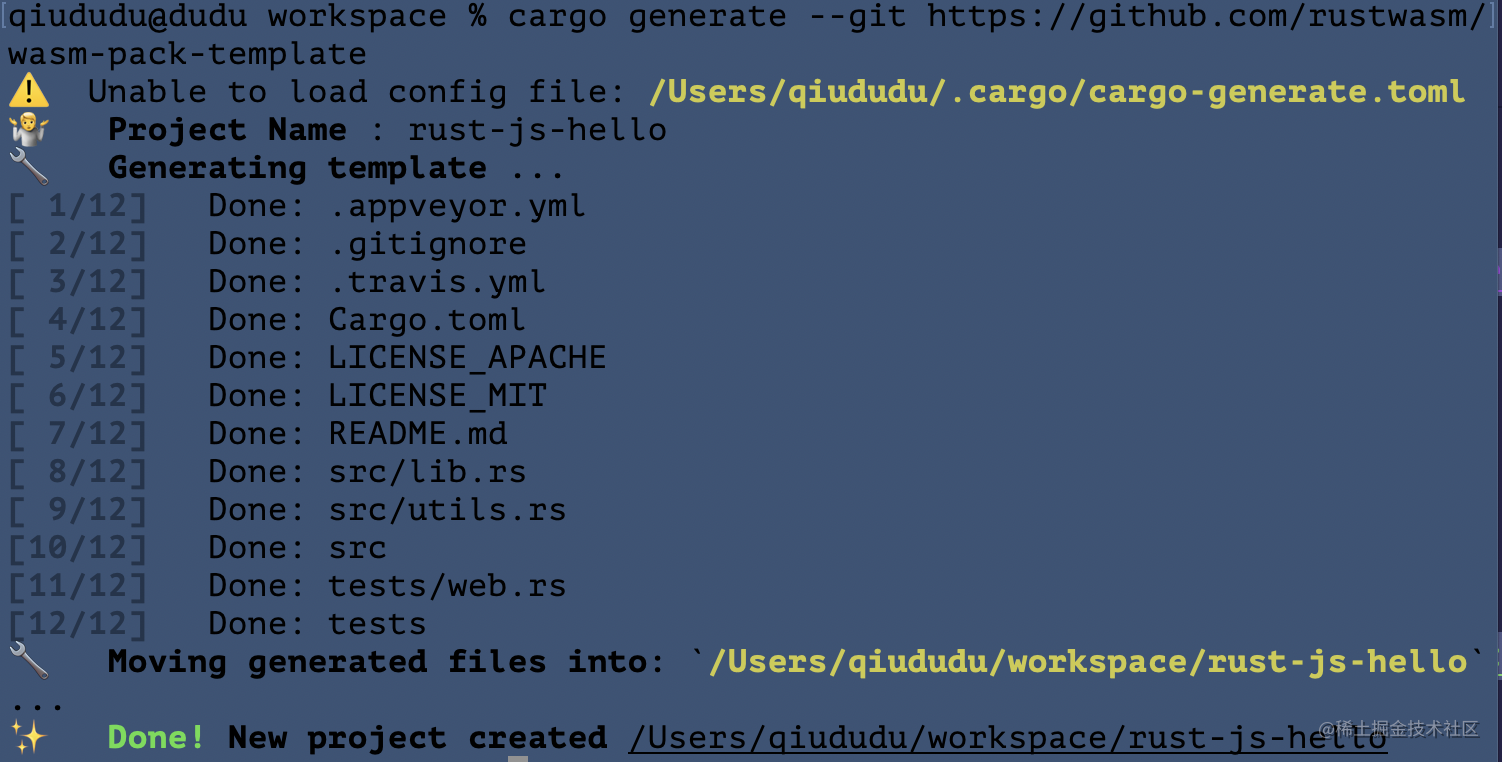 [qiududu@dudu workspace % cargo generate --git https://github.com/rustwasm/]
wasm-pack-template
Unable to load config file: /Users/qiududu/.cargo/cargo-generate.toml
Project Name : rust-js-hello
Generating template ...
[ 1/12]   Done: .appveyor.yml
[ 2/12]   Done: .gitignore
[ 3/12]   Done: .travis.yml
[ 4/12]   Done: Cargo.toml
[ 5/12]   Done: LICENSE_APACHE
[ 6/12]   Done: LICENSE_MIT
[ 7/12]   Done: README.md
[ 8/12]   Done: src/lib.rs
[ 9/12]   Done: src/utils.rs
[10/12]   Done: src
[11/12]   Done: tests/web.rs
[12/12]   Done: tests
Moving generated files into: `/Users/qiududu/workspace/rust-js-hello`
...
Done! New project created /Users/qiududu/workspace/rust-js-hello
@稀土掘金技术社区